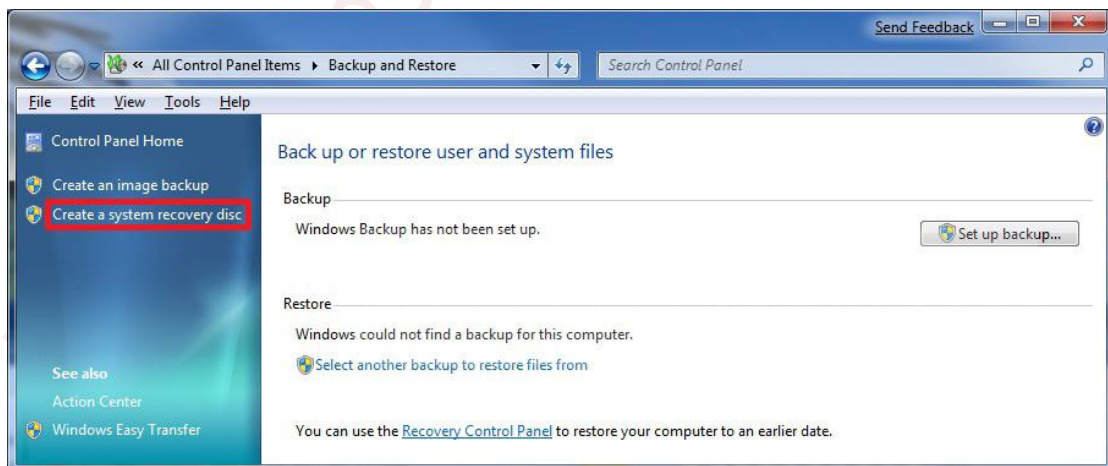 Send Feedback
« All Control Panel Items ▸ Backup and Restore
Search Control Panel
File Edit View Tools Help
Control Panel Home
Create an image backup
Create a system recovery disc
Back up or restore user and system files
Backup
Windows Backup has not been set up.
Set up backup...
Restore
Windows could not find a backup for this computer.
Select another backup to restore files from
You can use the Recovery Control Panel to restore your computer to an earlier date.
See also
Action Center
Windows Easy Transfer